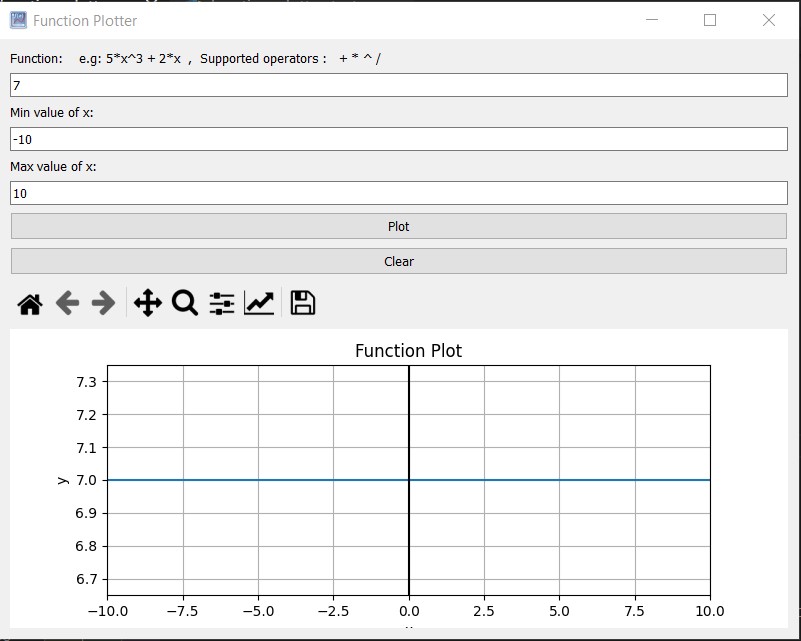 Function Plotter
Function: e.g: 5*x^3 + 2*x , Supported operators : + * ^ /
7
Min value of x:
-10
Max value of x:
10
Plot
Clear
Function Plot
7.3
7.2
7.1
y 7.0
6.9
6.8
6.7
−10.0 −7.5 −5.0 −2.5 0.0 2.5 5.0 7.5 10.0